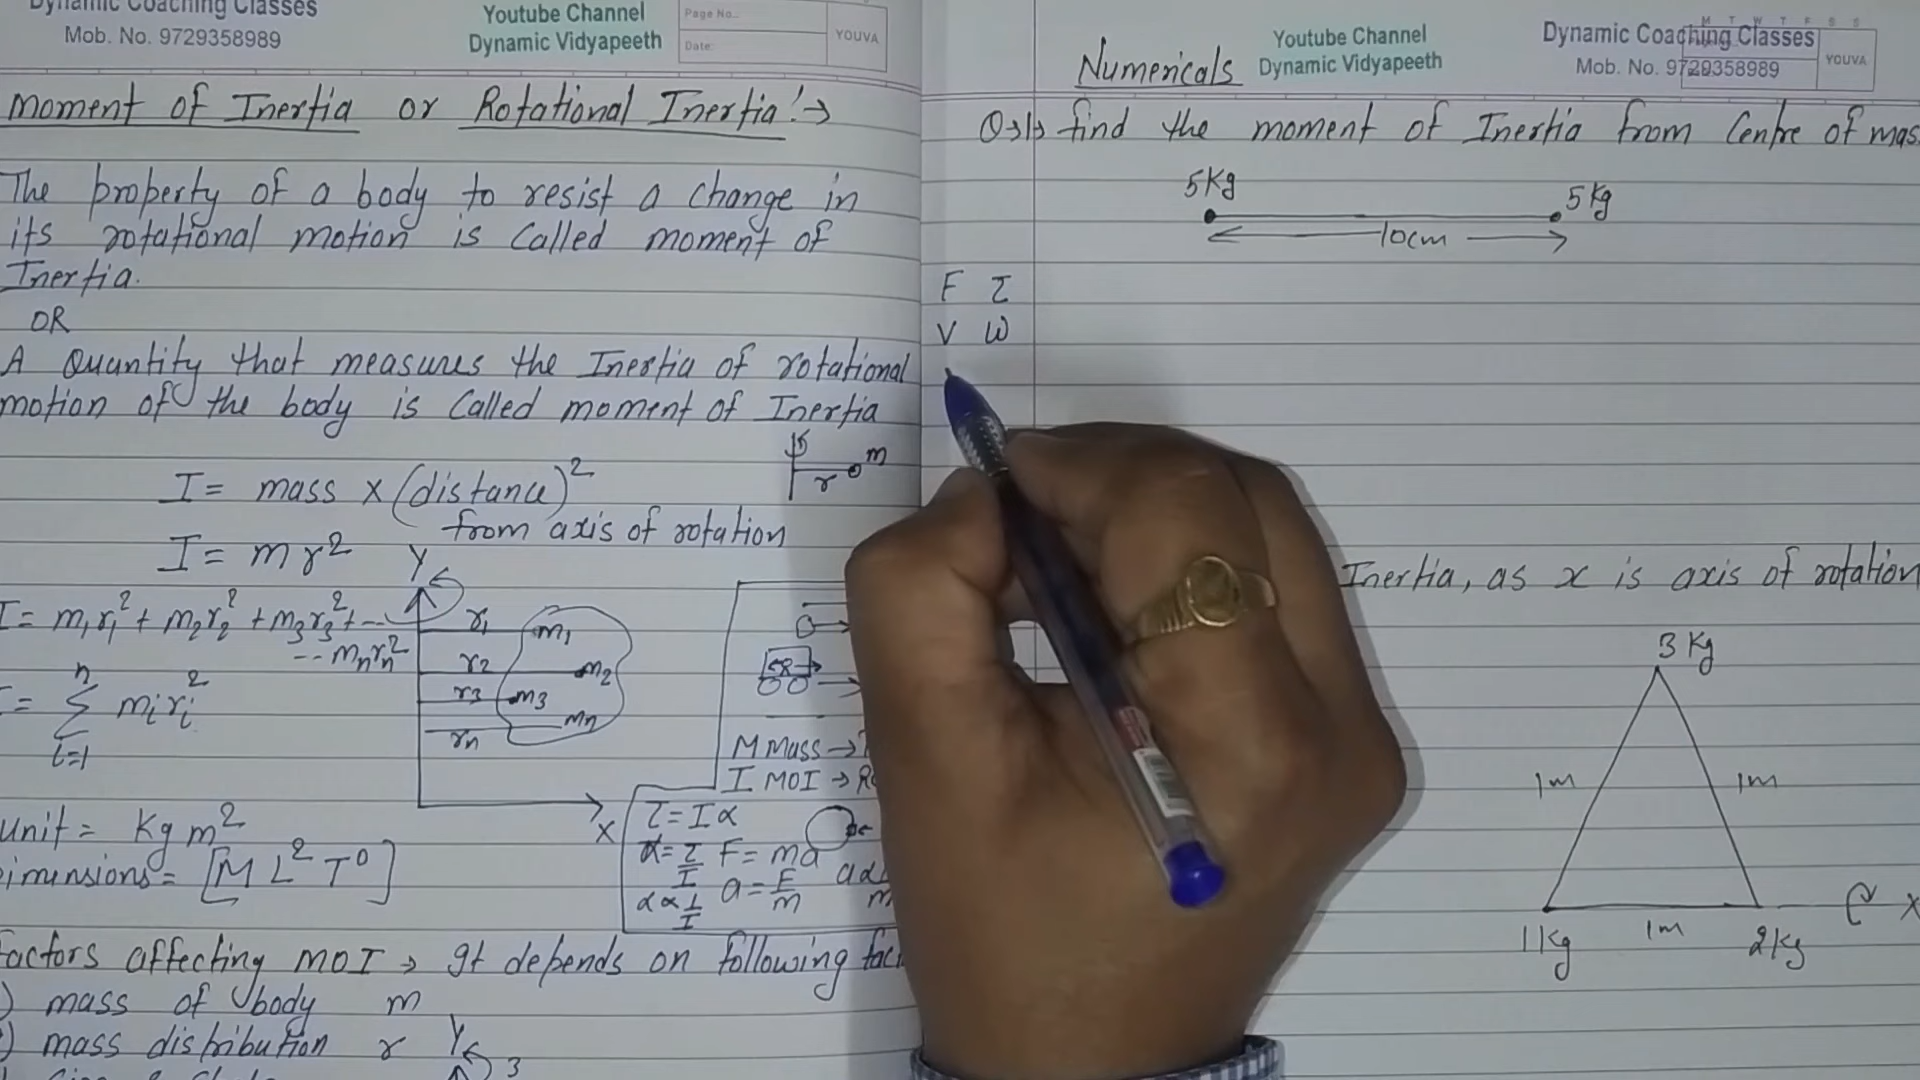 Dynamic Coaching Classes
Mob. No. 9729358989
Youtube Channel
Dynamic Vidyapeeth
Page No..
Date:
YOUVA
Moment of Inertia or Rotational Inertia :→
The property of a body to resist a change in
its rotational motion is Called moment of
Inertia.
OR
A Quantity that measures the Inertia of rotational
motion of the body is Called moment of Inertia
I = mass x (distance)²
from axis of rotation
m
r
I = mr²
I = m₁r₁² + m₂r₂² + m₃r₃² + --
-- mₙrₙ²
n
Σ mᵢrᵢ²
i=1
Y
r₁ m₁
r₂ m₂
r₃ m₃
rₙ mₙ
X
M Mass →
I MOI →
τ = Iα
α = τ/I F = ma
α ∝ 1/I a = F/m
Unit = Kg m²
Dimensions = [M L² T⁰]
Factors affecting MOI → It depends on following
) mass of body m
) mass distribution r
Y
3
Numericals
Youtube Channel
Dynamic Vidyapeeth
Dynamic Coaching Classes
Mob. No. 9729358989
M T W T F S S
YOUVA
Q→1→ find the moment of Inertia from Centre of mas
5Kg 5Kg
10cm
F τ
V ω
Inertia, as x is axis of rotation
3 Kg
1m 1m
1Kg 1m 2Kg
X